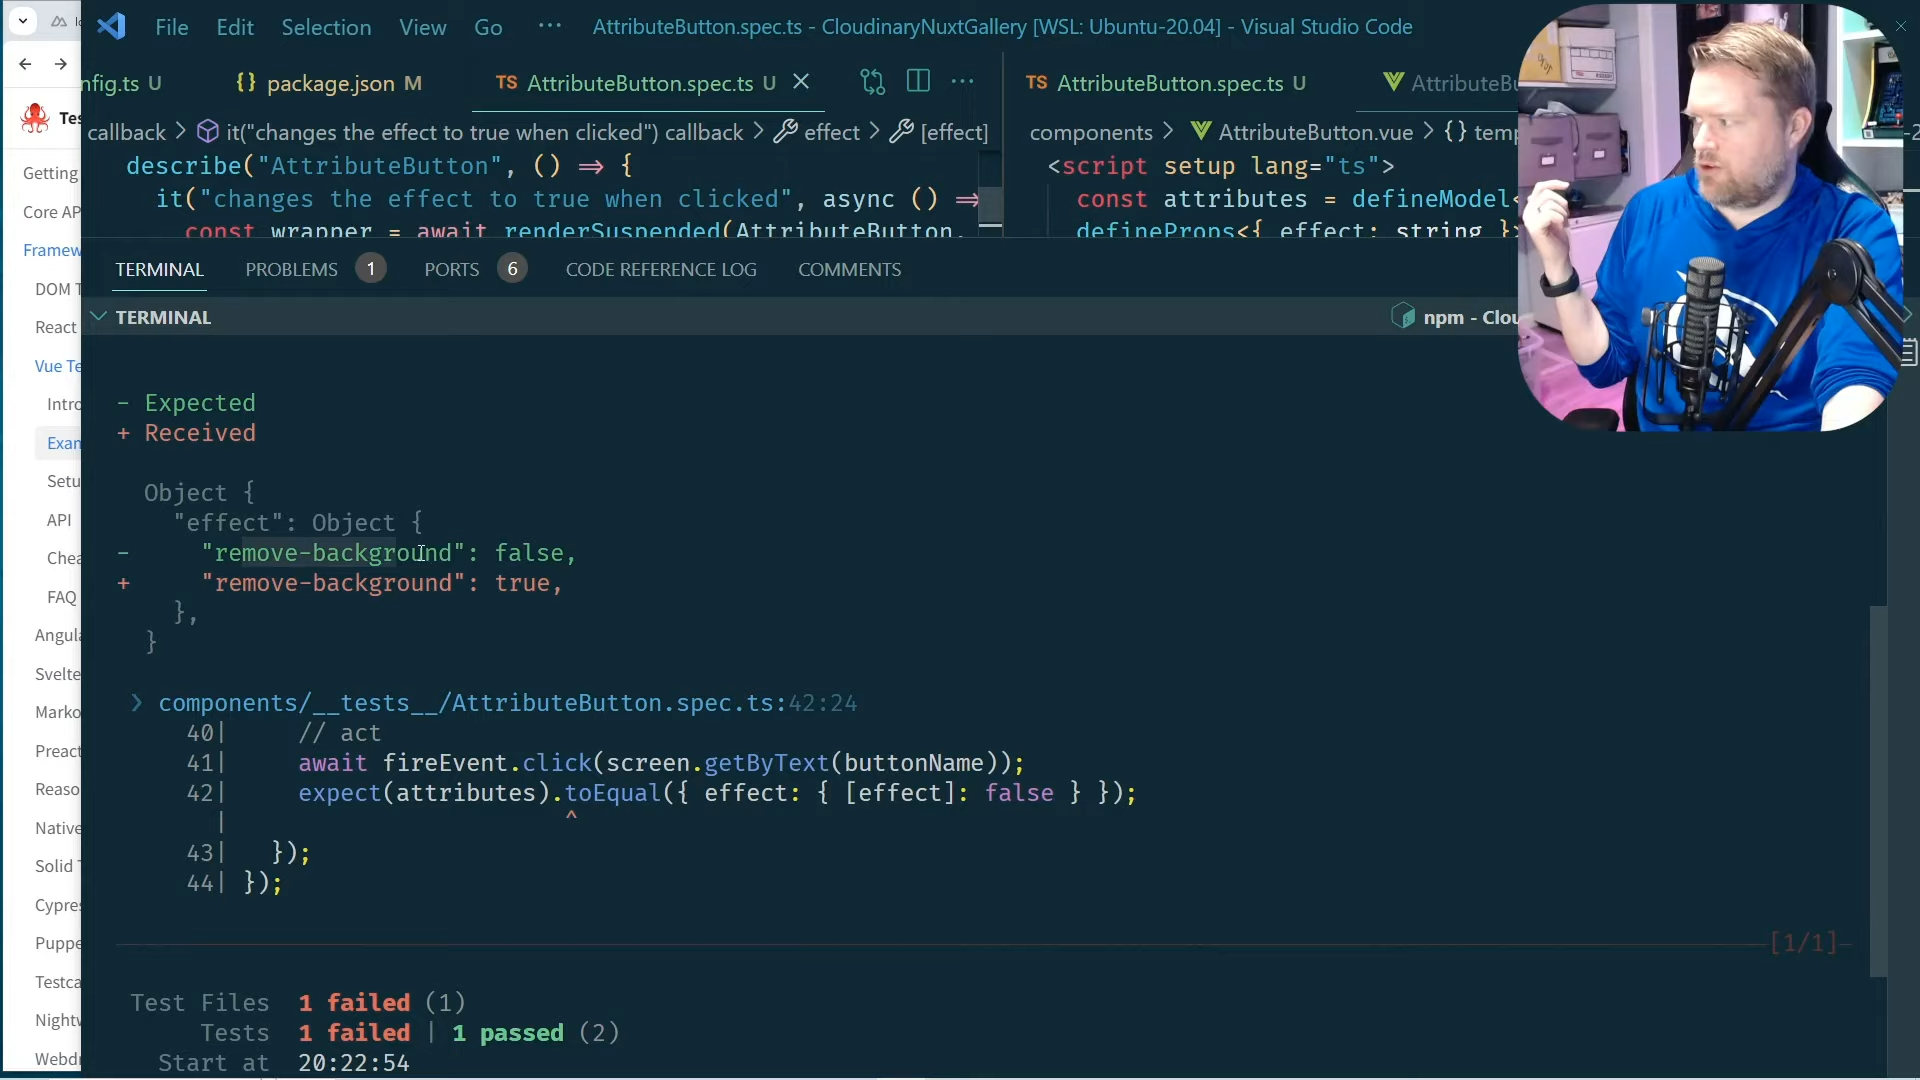 File Edit Selection View Go ··· AttributeButton.spec.ts - CloudinaryNuxtGallery [WSL: Ubuntu-20.04] - Visual Studio Code
nfig.ts U {} package.json M TS AttributeButton.spec.ts U TS AttributeButton.spec.ts U AttributeBu
callback > it("changes the effect to true when clicked") callback > effect > [effect]
components > AttributeButton.vue > {} temp
describe("AttributeButton", () => {
it("changes the effect to true when clicked", async () =>
const wrapper = await renderSuspended(AttributeButton,
<script setup lang="ts">
const attributes = defineModel<
defineProps<{ effect: string }>
Tes
Getting
Core AP
Framew
DOM T
React
Vue Te
Intro
Exam
Setu
API
Chea
FAQ
Angula
Svelte
Marko
Preact
Reaso
Native
Solid T
Cypres
Puppe
Testca
Nightw
Webdr
TERMINAL PROBLEMS 1 PORTS 6 CODE REFERENCE LOG COMMENTS
TERMINAL npm - Clou
- Expected
+ Received
Object {
"effect": Object {
- "remove-background": false,
+ "remove-background": true,
},
}
❯ components/__tests__/AttributeButton.spec.ts:42:24
40| // act
41| await fireEvent.click(screen.getByText(buttonName));
42| expect(attributes).toEqual({ effect: { [effect]: false } });
| ^
43| });
44| });
[1/1]
Test Files 1 failed (1)
Tests 1 failed | 1 passed (2)
Start at 20:22:54